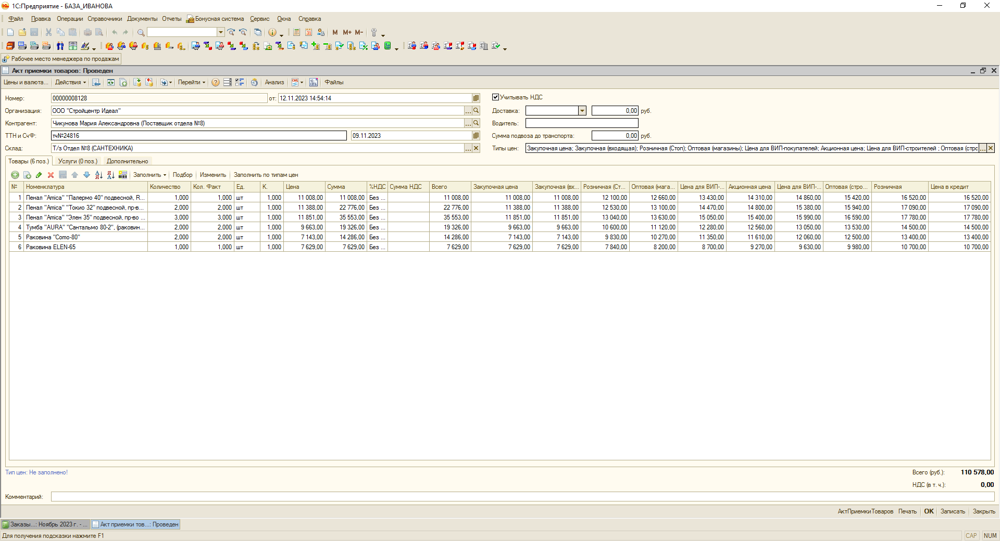 1С:Предприятие - БАЗА_ИВАНОВА
Файл Правка Операции Справочники Документы Отчеты Бонусная система Сервис Окна Справка
M M+ M-
Рабочее место менеджера по продажам
Акт приемки товаров: Проведен
Цены и валюта... Действия Перейти Анализ Файлы
Номер: 00000008128 от: 12.11.2023 14:54:14 Учитывать НДС
Организация: ООО "Стройцентр Идеал" Доставка: 0,00 руб.
Контрагент: Чикунова Мария Александровна (Поставщик отдела №8) Водитель:
ТТН и СчФ: тч№24816 09.11.2023 Сумма подвоза до транспорта: 0,00 руб.
Склад: Т/з Отдел №8 (САНТЕХНИКА) Типы цен: Закупочная цена; Закупочная (входящая); Розничная (Стоп); Оптовая (магазины); Цена для ВИП-покупателей; Акционная цена; Цена для ВИП-строителей ; Оптовая (стро
Товары (6 поз.) Услуги (0 поз.) Дополнительно
Заполнить Подбор Изменить Заполнить по типам цен
№ Номенклатура Количество Кол. Факт Ед. К. Цена Сумма %НДС Сумма НДС Всего Закупочная цена Закупочная (вх... Розничная (Ст... Оптовая (мага... Цена для ВИП-... Акционная цена Цена для ВИП-... Оптовая (стро... Розничная Цена в кредит
1 Пенал "Amica" "Палермо 40" подвесной, R... 1,000 1,000 шт 1,000 11 008,00 11 008,00 Без ... 11 008,00 11 008,00 11 008,00 12 100,00 12 660,00 13 430,00 14 310,00 14 860,00 15 420,00 16 520,00 16 520,00
2 Пенал "Amica" "Токио 32" подвесной, пр-в... 2,000 2,000 шт 1,000 11 388,00 22 776,00 Без ... 22 776,00 11 388,00 11 388,00 12 530,00 13 100,00 14 470,00 14 800,00 15 380,00 15 940,00 17 090,00 17 090,00
3 Пенал "Amica" "Элен 35" подвесной, пр-во ... 3,000 3,000 шт 1,000 11 851,00 35 553,00 Без ... 35 553,00 11 851,00 11 851,00 13 040,00 13 630,00 15 050,00 15 400,00 15 990,00 16 590,00 17 780,00 17 780,00
4 Тумба "AURA" "Сантальмо 80-2", (раковин... 2,000 2,000 шт 1,000 9 663,00 19 326,00 Без ... 19 326,00 9 663,00 9 663,00 10 600,00 11 120,00 12 280,00 12 560,00 13 050,00 13 530,00 14 500,00 14 500,00
5 Раковина "Como-80" 2,000 2,000 шт 1,000 7 143,00 14 286,00 Без ... 14 286,00 7 143,00 7 143,00 9 830,00 10 270,00 11 350,00 11 610,00 12 060,00 12 500,00 13 400,00 13 400,00
6 Раковина ELEN-65 1,000 1,000 шт 1,000 7 629,00 7 629,00 Без ... 7 629,00 7 629,00 7 629,00 7 840,00 8 200,00 8 700,00 9 270,00 9 630,00 9 980,00 10 700,00 10 700,00
Тип цен: Не заполнено! Всего (руб.): 110 578,00
НДС (в т. ч.): 0,00
Комментарий:
АктПриемкиТоваров Печать OK Записать Закрыть
Заказы...: Ноябрь 2023 г. - ... Акт приемки тов...: Проведен
Для получения подсказки нажмите F1 CAP NUM